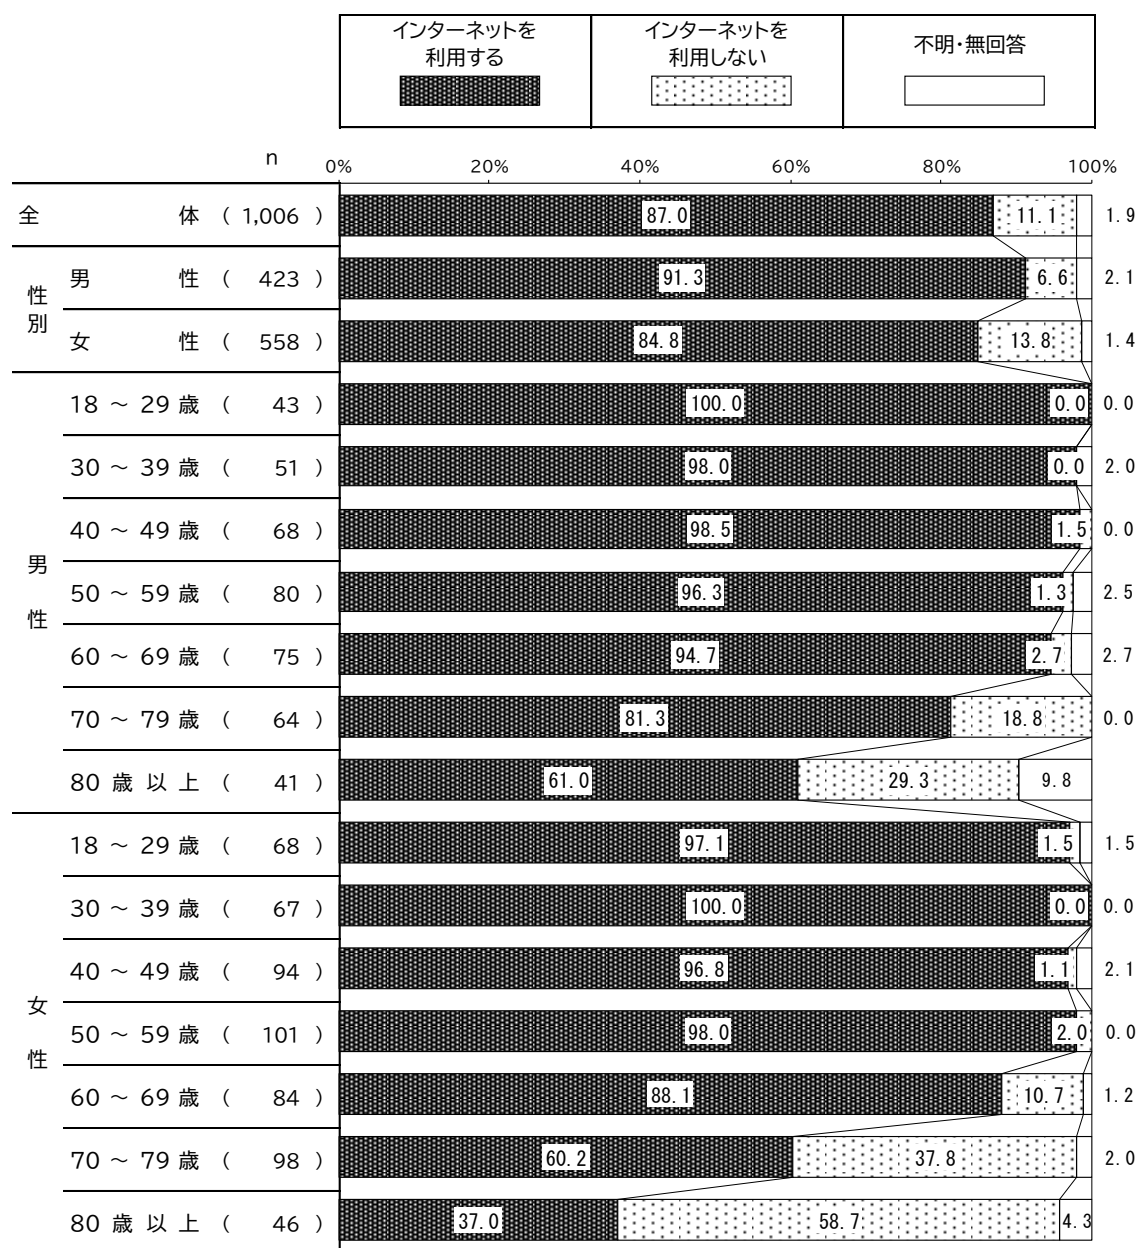 インターネットを
利用する
インターネットを
利用しない
不明・無回答
n 0% 20% 40% 60% 80% 100%
全 体 ( 1,006 ) 87.0 11.1 1.9
性別
男 性 ( 423 ) 91.3 6.6 2.1
女 性 ( 558 ) 84.8 13.8 1.4
男性
18 ～ 29 歳 ( 43 ) 100.0 0.0 0.0
30 ～ 39 歳 ( 51 ) 98.0 0.0 2.0
40 ～ 49 歳 ( 68 ) 98.5 1.5 0.0
50 ～ 59 歳 ( 80 ) 96.3 1.3 2.5
60 ～ 69 歳 ( 75 ) 94.7 2.7 2.7
70 ～ 79 歳 ( 64 ) 81.3 18.8 0.0
80 歳 以 上 ( 41 ) 61.0 29.3 9.8
女性
18 ～ 29 歳 ( 68 ) 97.1 1.5 1.5
30 ～ 39 歳 ( 67 ) 100.0 0.0 0.0
40 ～ 49 歳 ( 94 ) 96.8 1.1 2.1
50 ～ 59 歳 ( 101 ) 98.0 2.0 0.0
60 ～ 69 歳 ( 84 ) 88.1 10.7 1.2
70 ～ 79 歳 ( 98 ) 60.2 37.8 2.0
80 歳 以 上 ( 46 ) 37.0 58.7 4.3